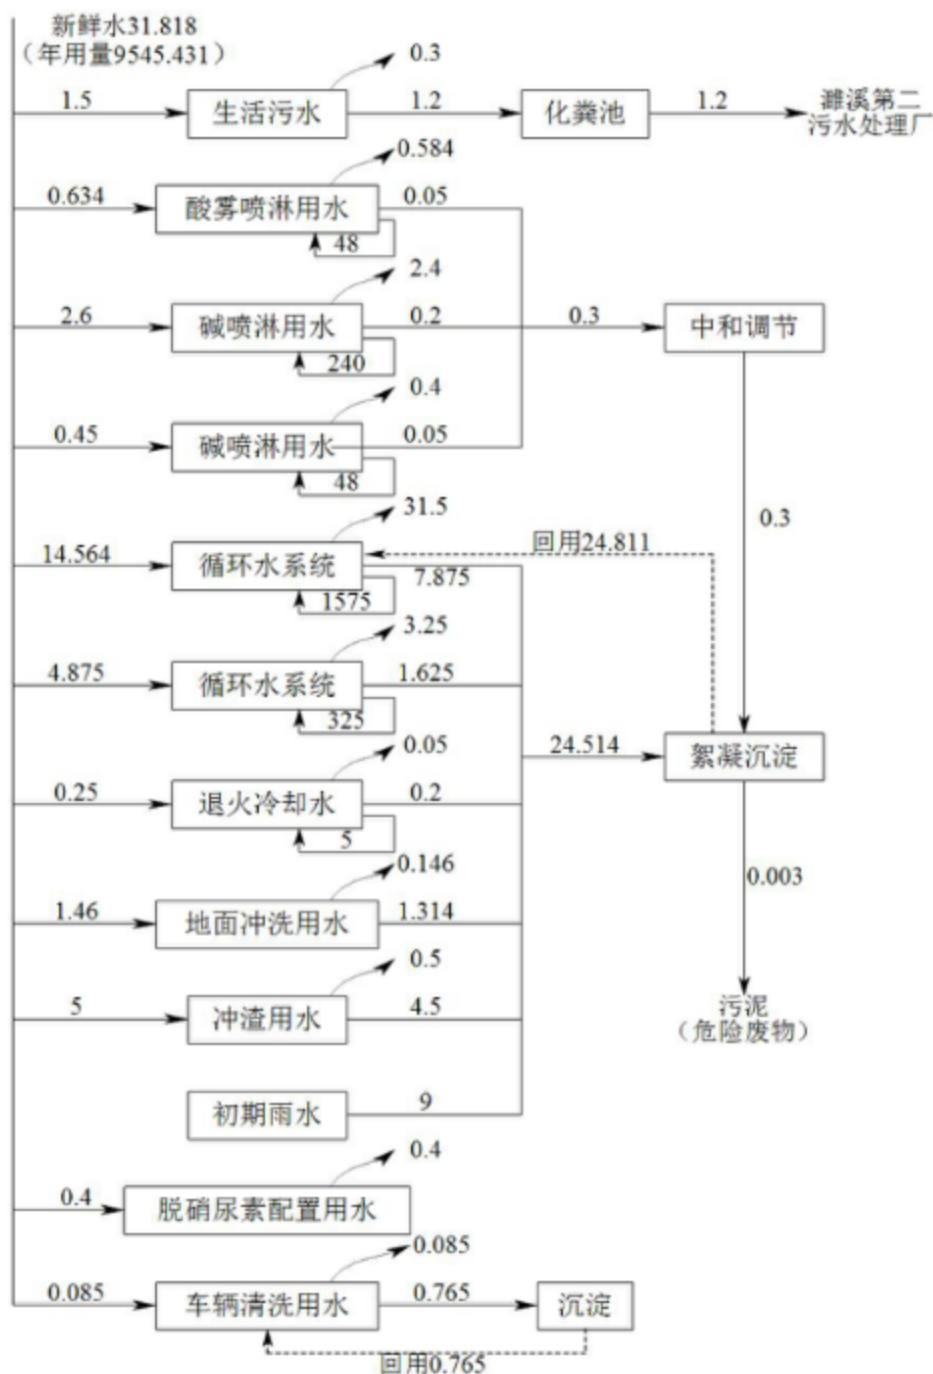 新鲜水31.818
（年用量9545.431）
0.3
1.5
生活污水
1.2
化粪池
1.2
濉溪第二
污水处理厂
0.584
0.634
酸雾喷淋用水
0.05
48
2.4
2.6
碱喷淋用水
0.2
0.3
中和调节
240
0.4
0.45
碱喷淋用水
0.05
48
31.5
0.3
14.564
循环水系统
回用24.811
7.875
1575
3.25
4.875
循环水系统
1.625
325
24.514
絮凝沉淀
0.05
0.25
退火冷却水
0.2
5
0.146
0.003
1.46
地面冲洗用水
1.314
0.5
5
冲渣用水
4.5
污泥
（危险废物）
初期雨水
9
0.4
0.4
脱硝尿素配置用水
0.085
0.085
车辆清洗用水
0.765
沉淀
回用0.765